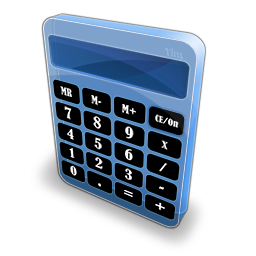 MR M- M+ CE/On
7 8 9 x
4 5 6 /
1 2 3 -
0 . = +